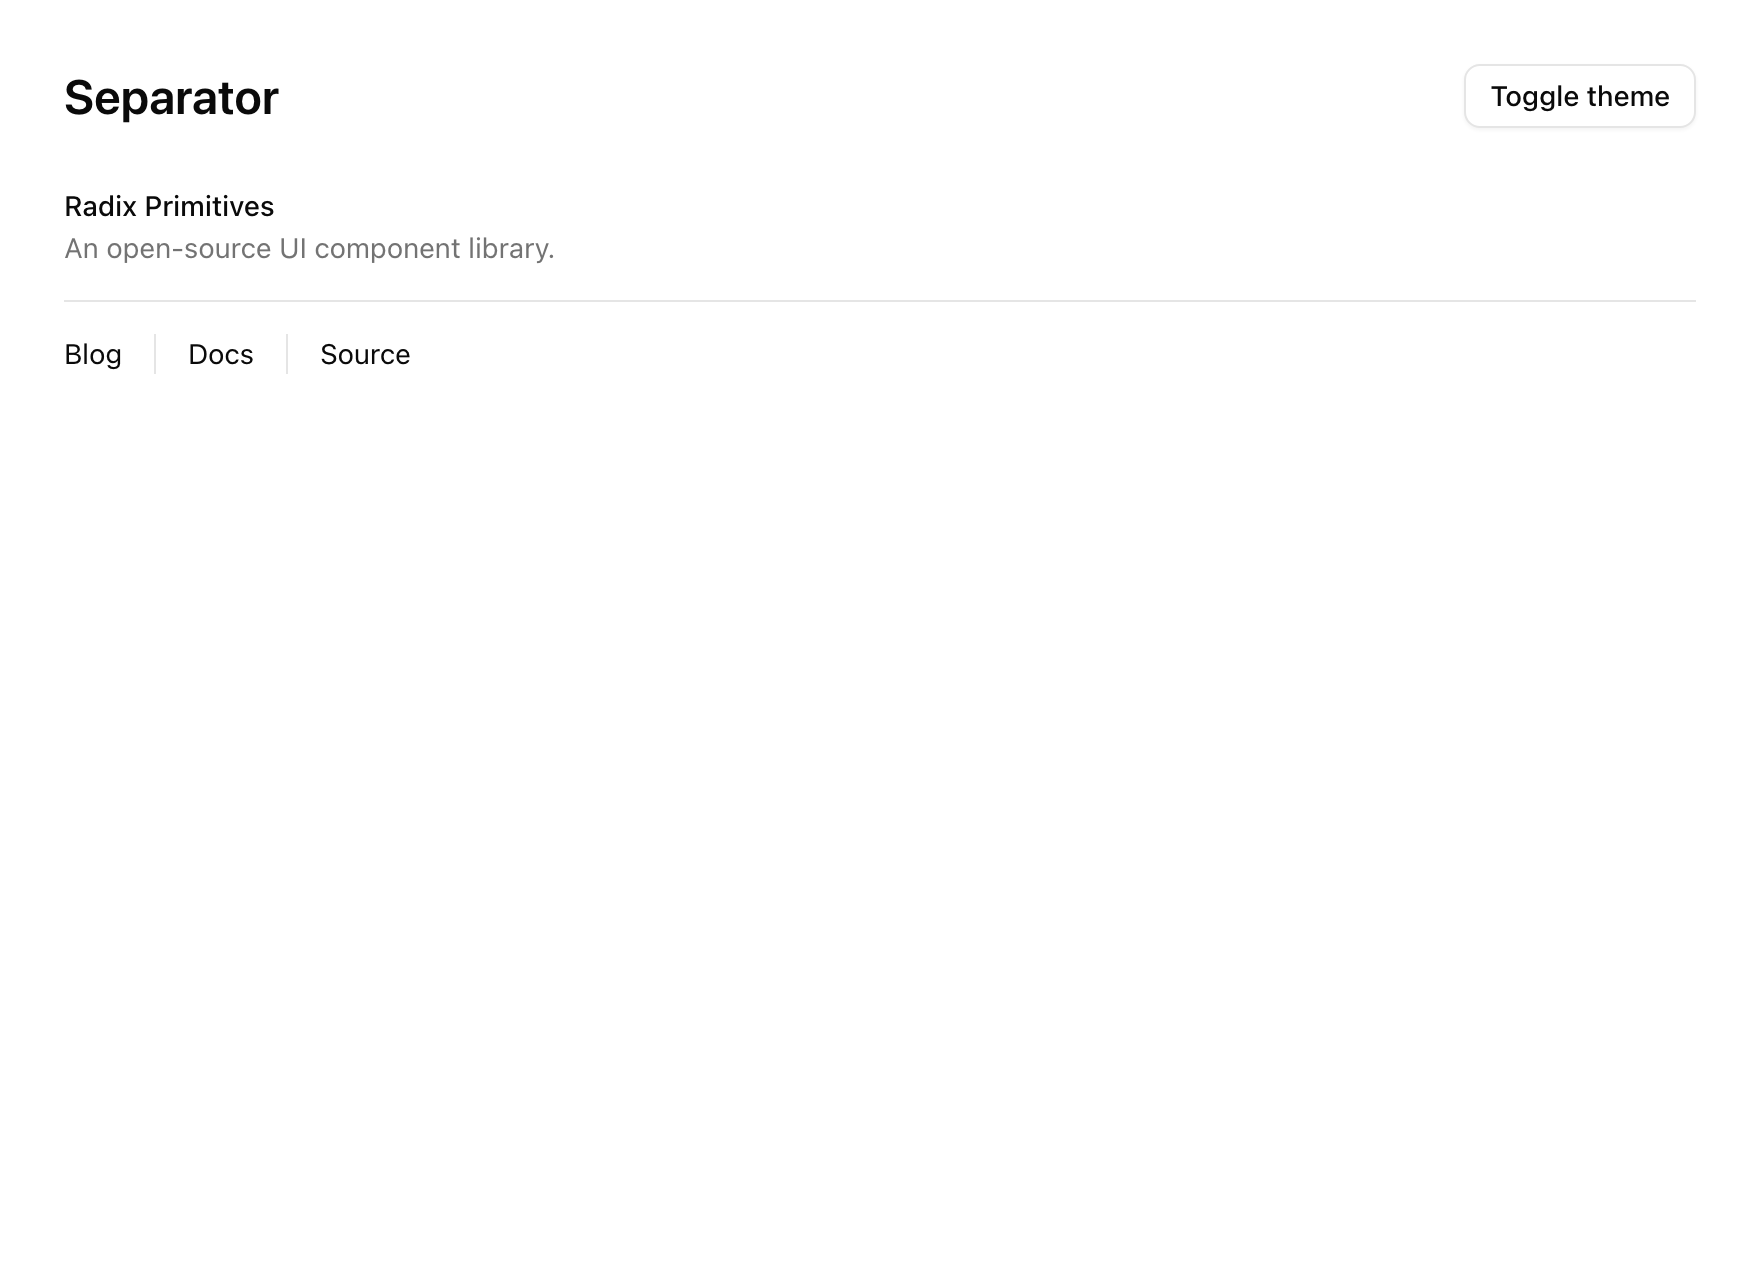 Separator
Toggle theme
Radix Primitives
An open-source UI component library.
Blog
Docs
Source